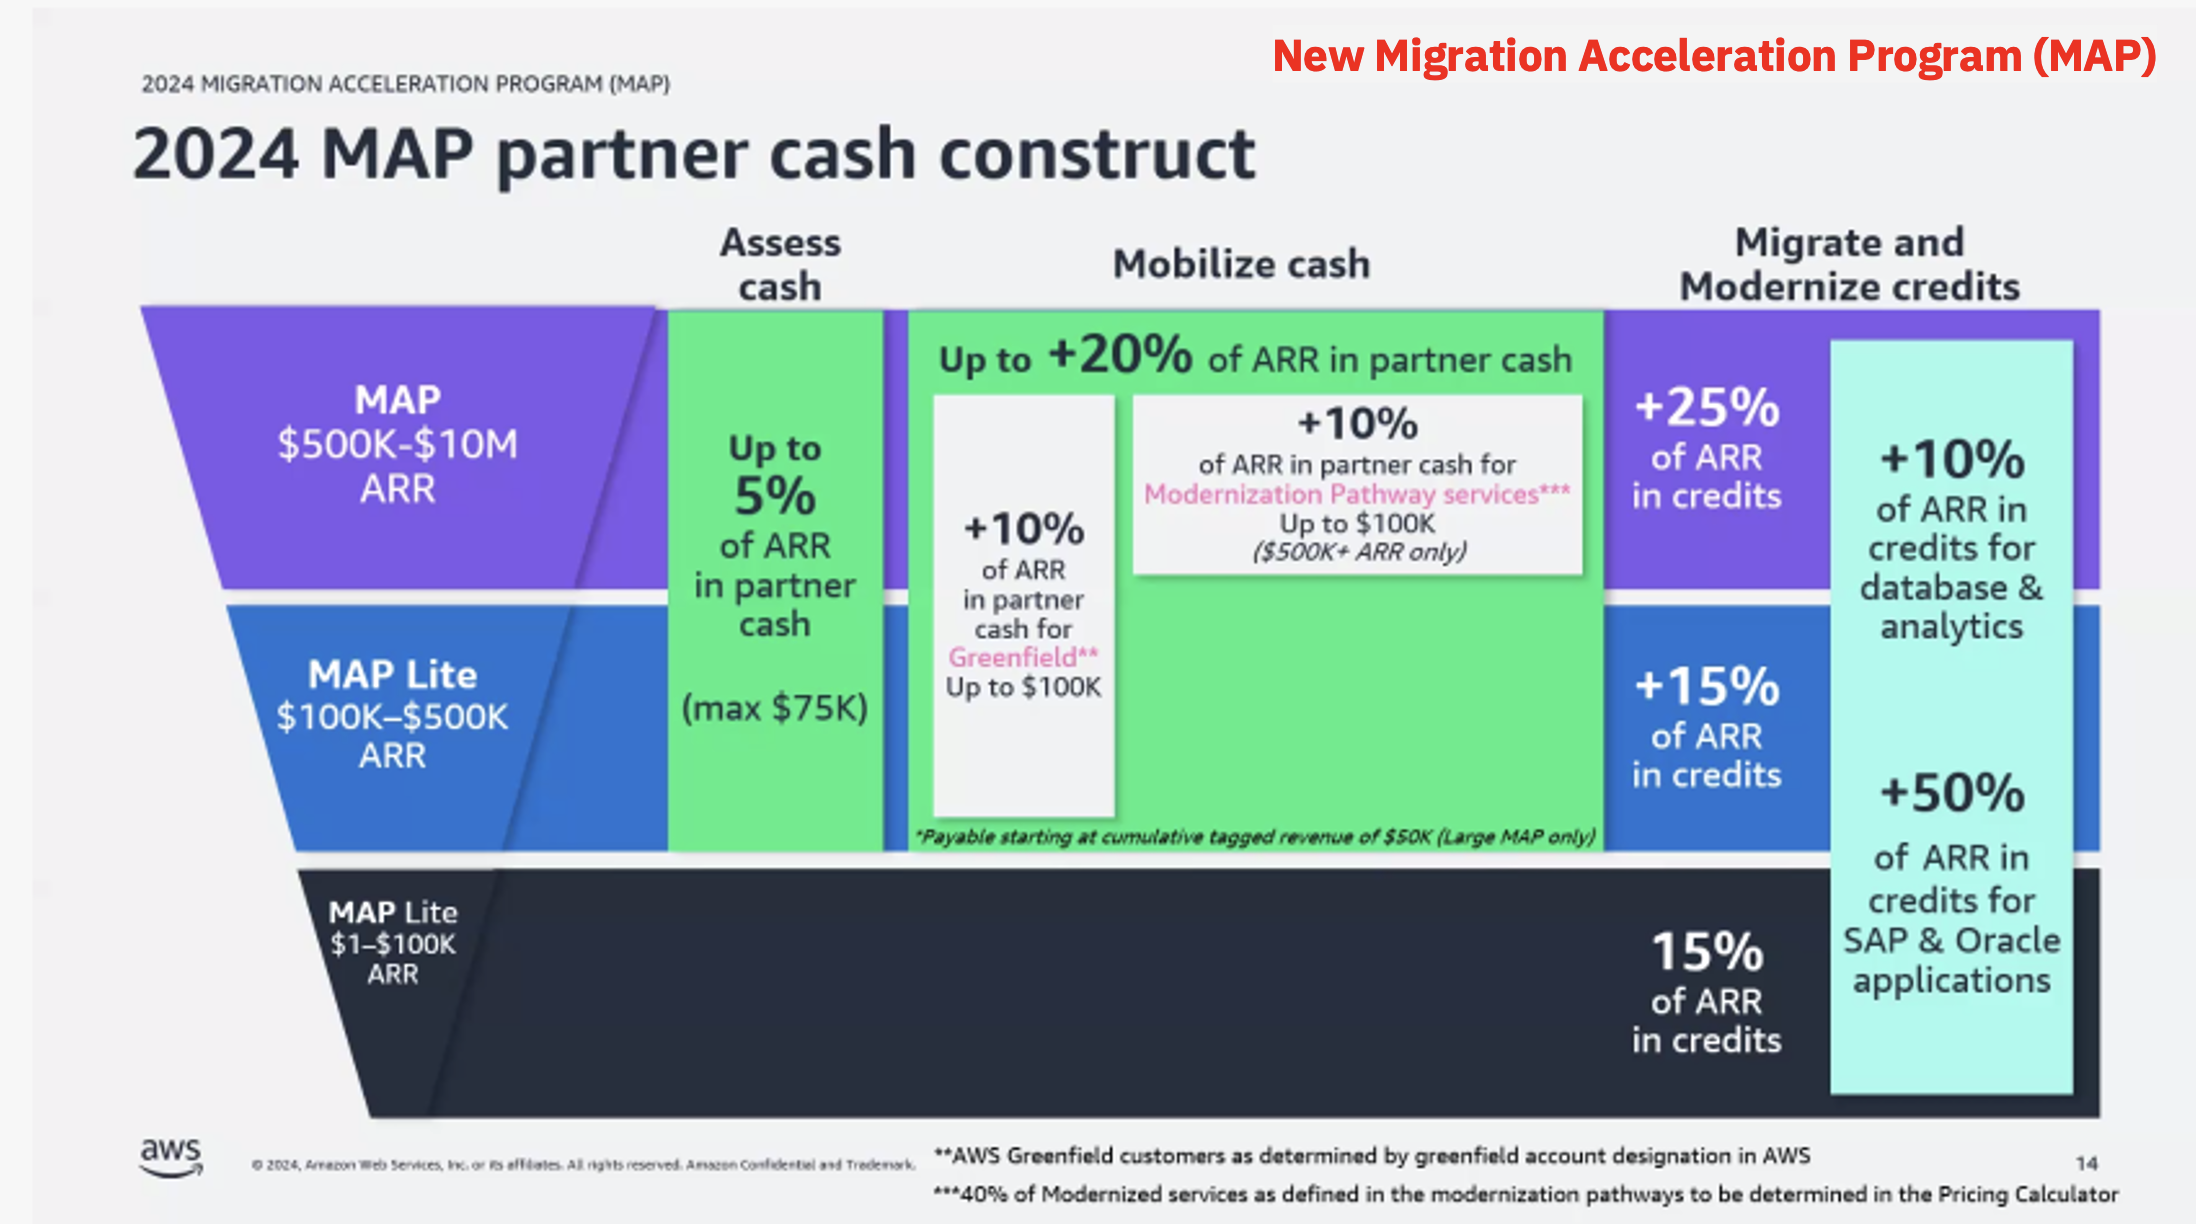 New Migration Acceleration Program (MAP)
2024 MIGRATION ACCELERATION PROGRAM (MAP)
2024 MAP partner cash construct
Assess
cash
Mobilize cash
Migrate and
Modernize credits
MAP
$500K-$10M
ARR
MAP Lite
$100K–$500K
ARR
MAP Lite
$1–$100K
ARR
Up to
5%
of ARR
in partner
cash
(max $75K)
Up to +20% of ARR in partner cash
+10%
of ARR
in partner
cash for
Greenfield**
Up to $100K
+10%
of ARR in partner cash for
Modernization Pathway services***
Up to $100K
($500K+ ARR only)
*Payable starting at cumulative tagged revenue of $50K (Large MAP only)
+25%
of ARR
in credits
+15%
of ARR
in credits
15%
of ARR
in credits
+10%
of ARR in
credits for
database &
analytics
+50%
of ARR in
credits for
SAP & Oracle
applications
aws
© 2024, Amazon Web Services, Inc. or its affiliates. All rights reserved. Amazon Confidential and Trademark.
**AWS Greenfield customers as determined by greenfield account designation in AWS
***40% of Modernized services as defined in the modernization pathways to be determined in the Pricing Calculator
14